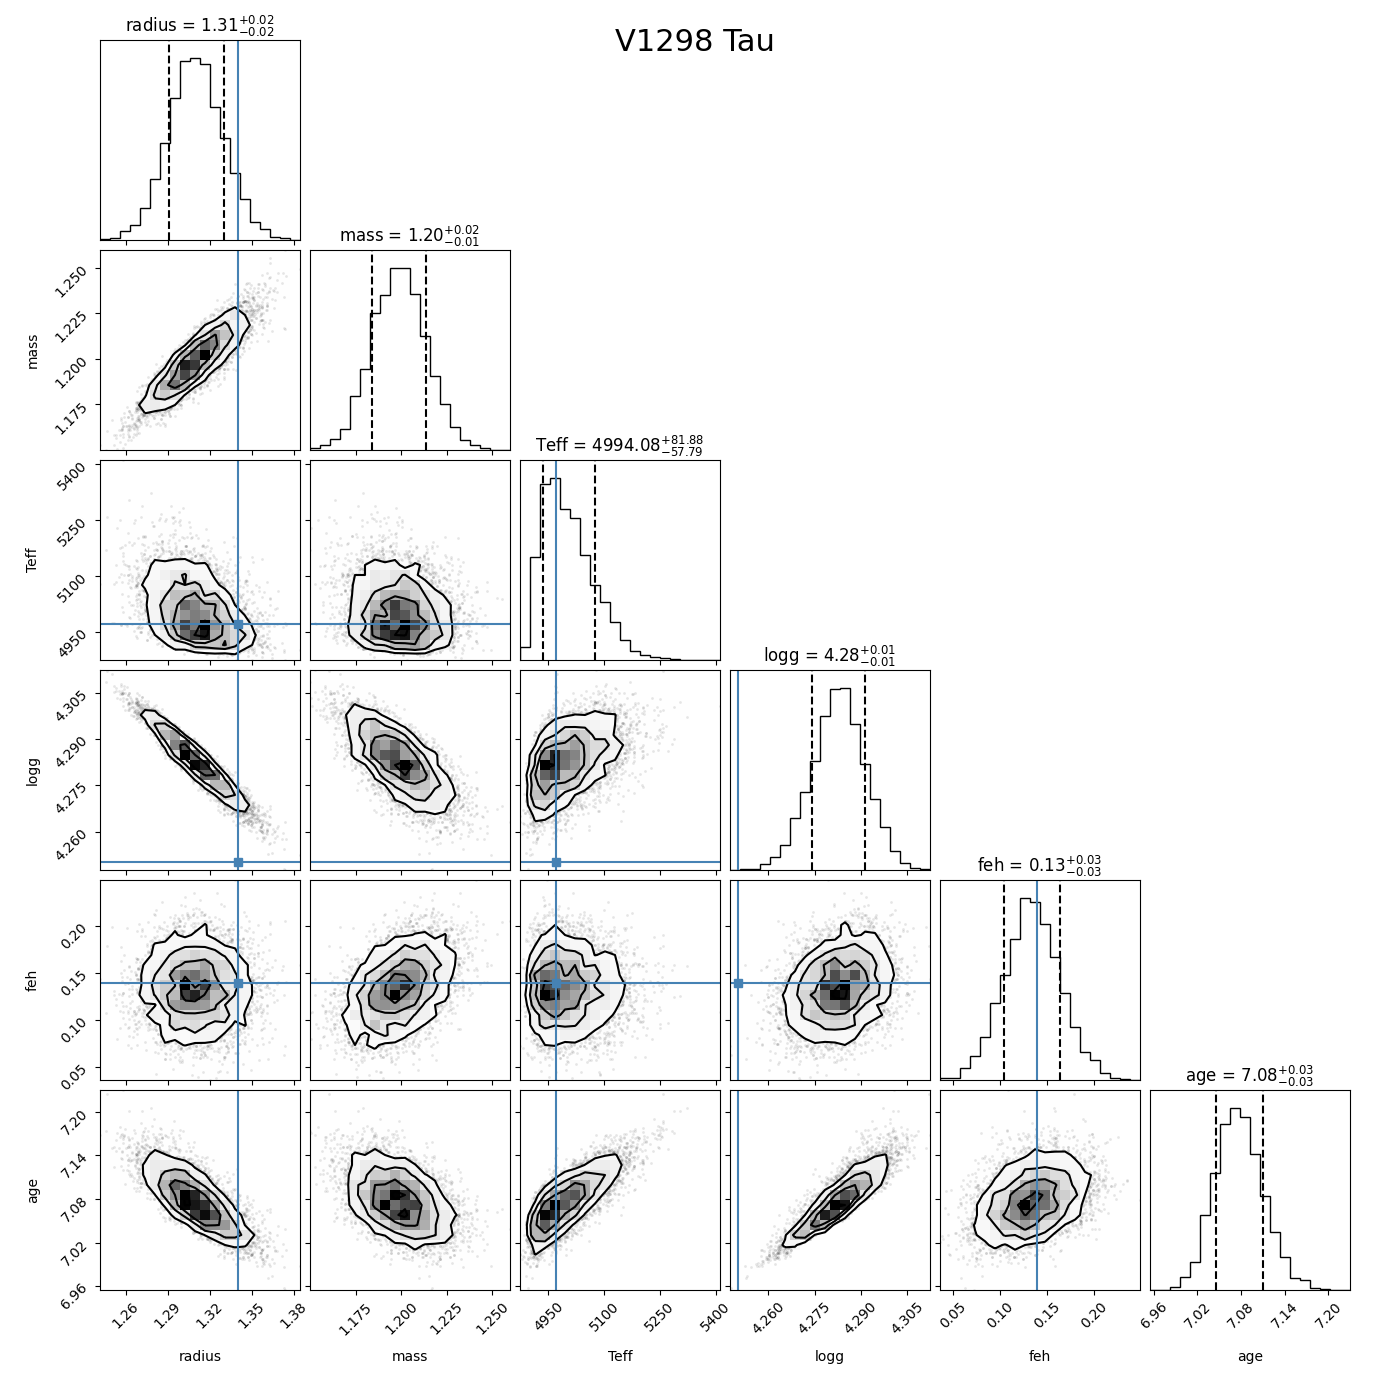 V1298 Tau
radius = 1.31 +0.02 −0.02
mass = 1.20 +0.02 −0.01
1.250
1.225
1.200
1.175
mass
Teff = 4994.08 +81.88 −57.79
5400
5250
5100
4950
Teff
logg = 4.28 +0.01 −0.01
4.305
4.290
4.275
4.260
logg
feh = 0.13 +0.03 −0.03
0.20
0.15
0.10
0.05
feh
age = 7.08 +0.03 −0.03
7.20
7.14
7.08
7.02
6.96
age
1.26 1.29 1.32 1.35 1.38 1.175 1.200 1.225 1.250 4950 5100 5250 5400 4.260 4.275 4.290 4.305 0.05 0.10 0.15 0.20 6.96 7.02 7.08 7.14 7.20
radius mass Teff logg feh age